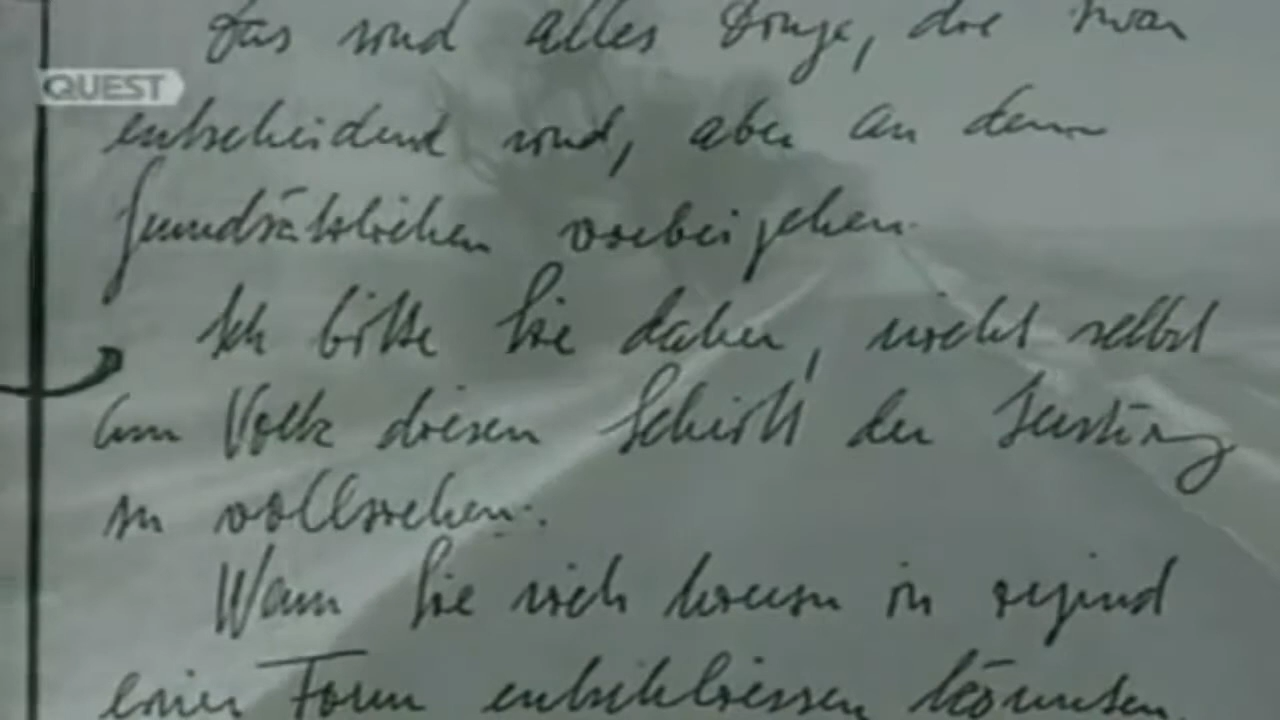 Das sind alles Dinge, die zwar
QUEST
entscheidend sind, aber an dem
Grundsätzlichen vorbeigehen.
Ich bitte Sie daher, nicht selbst
am Volk diesen Schritt der Zerstörung
zu vollziehen.
Wenn Sie sich hierzu in irgend
einer Form entschliessen könnten